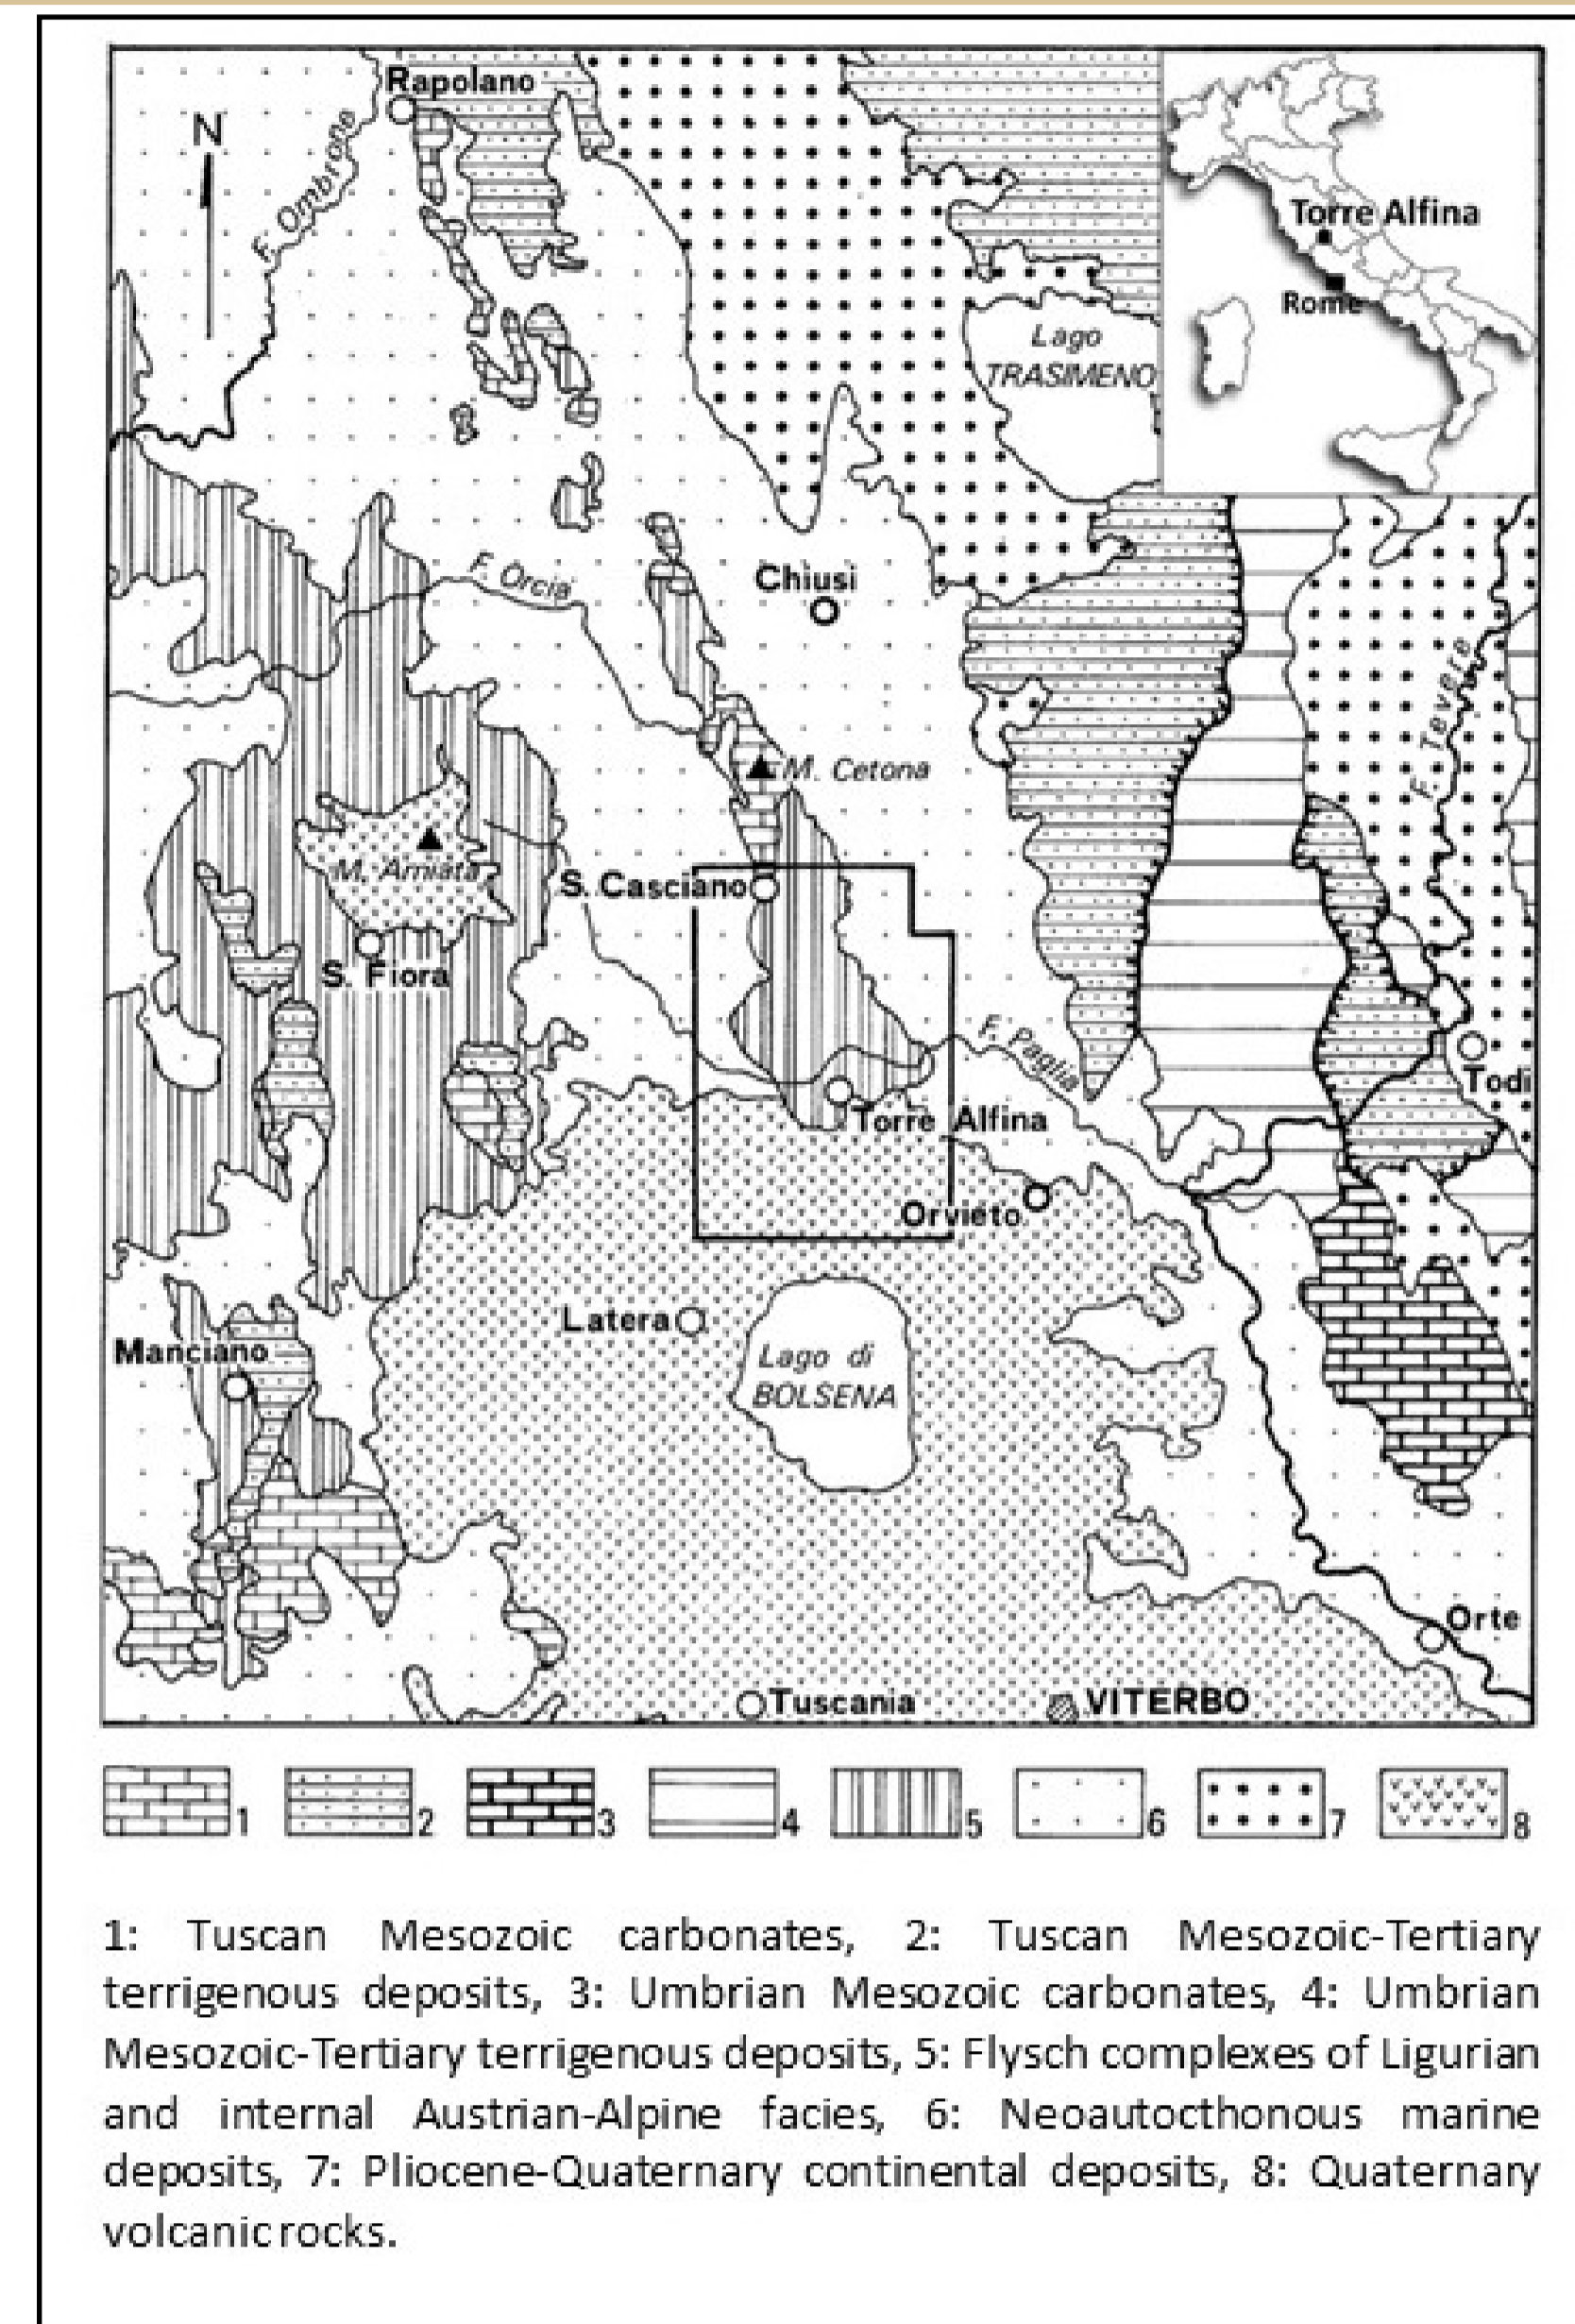 Rapolano
N
F. Ombrone
Torre Alfina
Rome
Lago
TRASIMENO
F. Orcia
Chiusi
F. Tevere
M. Cetona
M. Amiata
S. Casciano
S. Fiora
F. Paglia
Todi
Torre Alfina
Orvieto
Latera
Lago di
BOLSENA
Manciano
Orte
Tuscania
VITERBO
1 2 3 4 5 6 7 8
1: Tuscan Mesozoic carbonates, 2: Tuscan Mesozoic-Tertiary
terrigenous deposits, 3: Umbrian Mesozoic carbonates, 4: Umbrian
Mesozoic-Tertiary terrigenous deposits, 5: Flysch complexes of Ligurian
and internal Austrian-Alpine facies, 6: Neoautocthonous marine
deposits, 7: Pliocene-Quaternary continental deposits, 8: Quaternary
volcanic rocks.